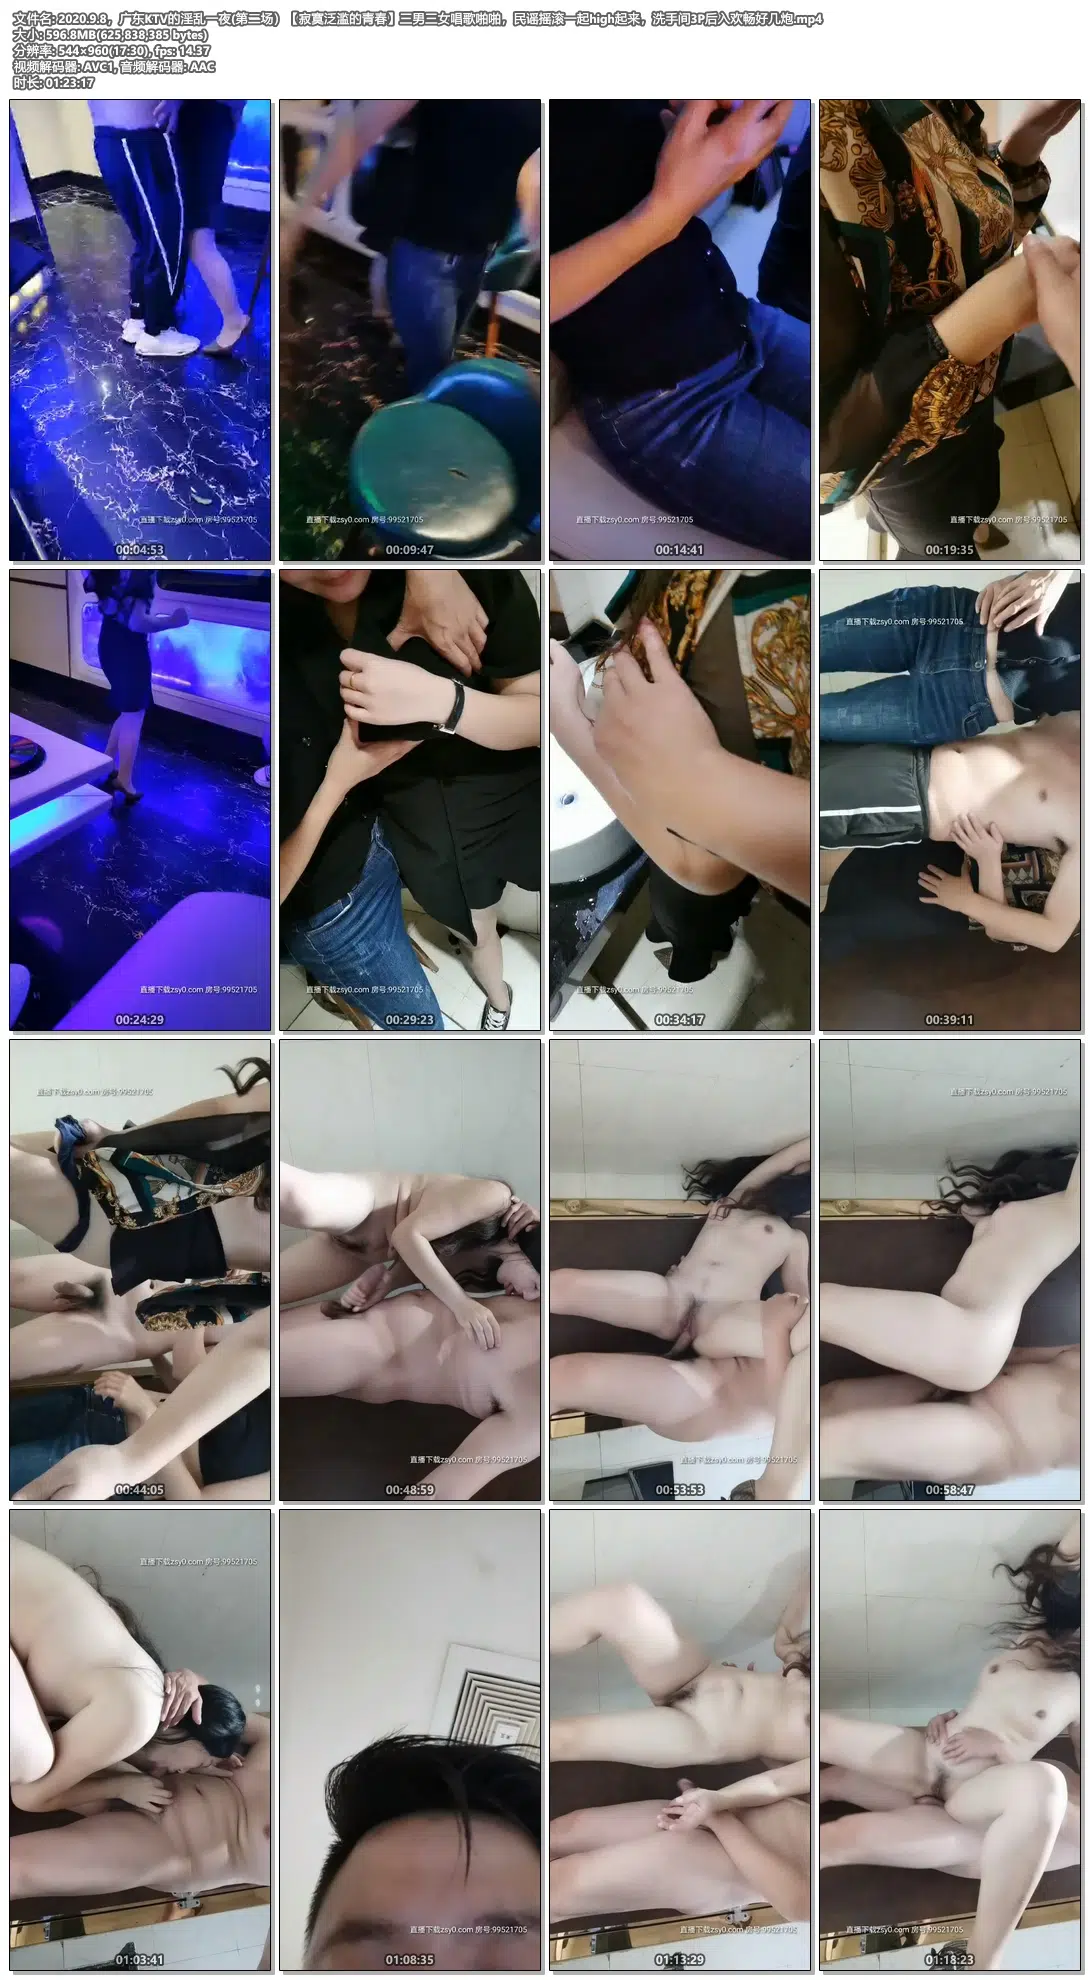 文件名: 2020.9.8，广东KTV的淫乱一夜(第二场) 【寂寞泛滥的青春】三男三女唱歌啪啪，民谣摇滚一起high起来，洗手间3P后入欢畅好几炮.mp4
大小: 596.8MB(625,838,385 bytes)
分辨率: 544×960(17:30), fps: 14.37
视频解码器: AVC1, 音频解码器: AAC
时长: 01:23:17
直播下载zsy0.com 房号:99521705
直播下载zsy0.com 房号:99521705
直播下载zsy0.com 房号:99521705
直播下载zsy0.com 房号:99521705
00:04:53
00:09:47
00:14:41
00:19:35
直播下载zsy0.com 房号:99521705
直播下载zsy0.com 房号:99521705
直播下载zsy0.com 房号:99521705
直播下载zsy0.com 房号:99521705
00:24:29
00:29:23
00:34:17
00:39:11
直播下载zsy0.com 房号:99521705
直播下载zsy0.com 房号:99521705
直播下载zsy0.com 房号:99521705
直播下载zsy0.com 房号:99521705
00:44:05
00:48:59
00:53:53
00:58:47
直播下载zsy0.com 房号:99521705
直播下载zsy0.com 房号:99521705
直播下载zsy0.com 房号:99521705
直播下载zsy0.com 房号:99521705
01:03:41
01:08:35
01:13:29
01:18:23